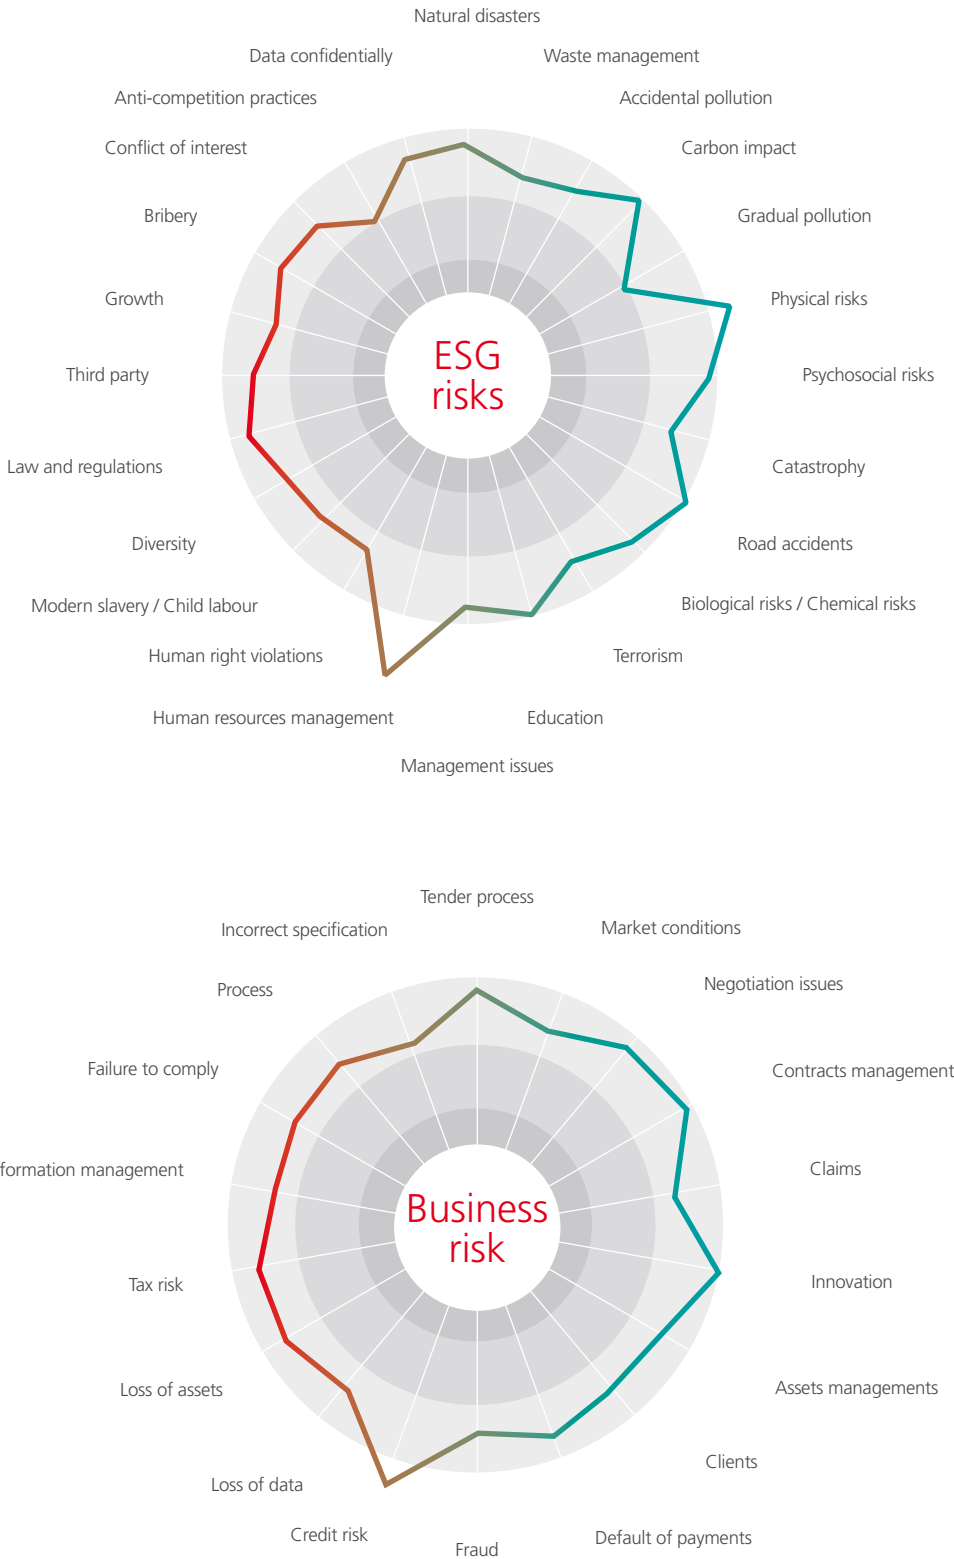 Natural disasters
Data confidentially
Waste management
Anti-competition practices
Accidental pollution
Conflict of interest
Carbon impact
Bribery
Gradual pollution
Growth
Physical risks
ESG
risks
Third party
Psychosocial risks
Law and regulations
Catastrophy
Diversity
Road accidents
Modern slavery / Child labour
Biological risks / Chemical risks
Human right violations
Terrorism
Human resources management
Education
Management issues
Tender process
Incorrect specification
Market conditions
Process
Negotiation issues
Failure to comply
Contracts management
formation management
Claims
Business
risk
Tax risk
Innovation
Loss of assets
Assets managements
Clients
Loss of data
Credit risk
Default of payments
Fraud